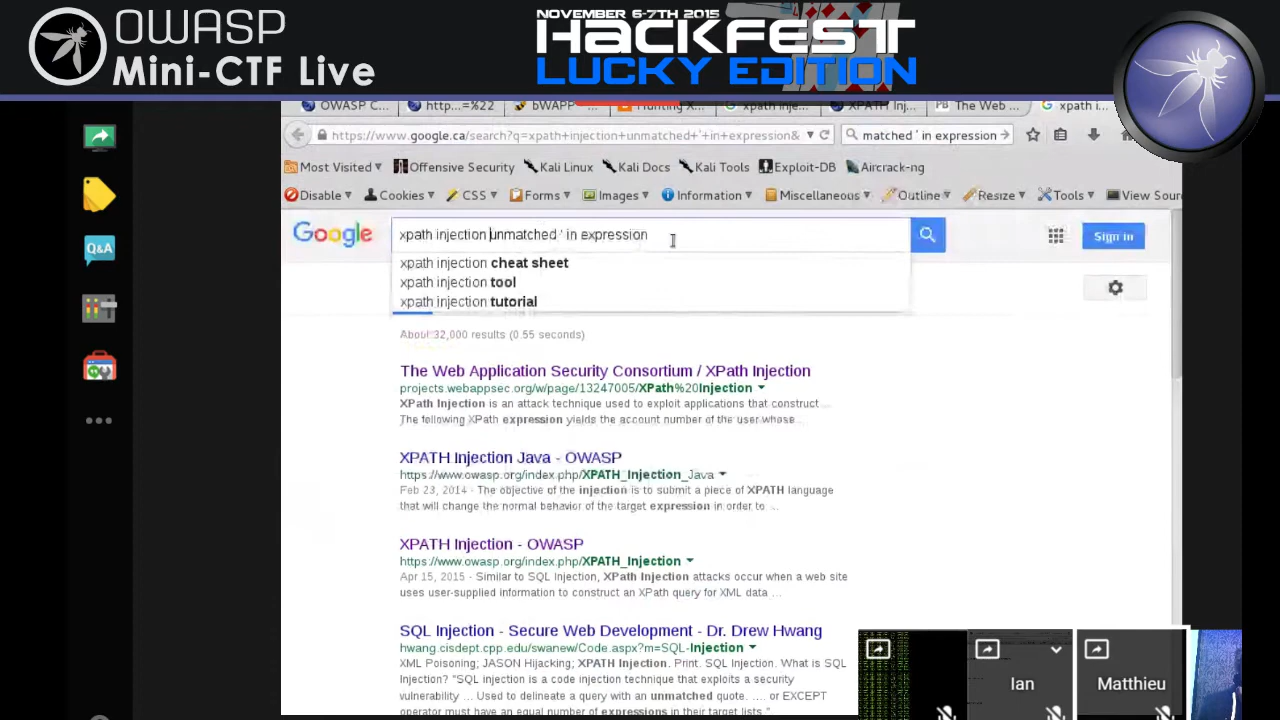 OWASP
Mini-CTF Live
NOVEMBER 6-7TH 2015
HACKFEST
LUCKY EDITION
OWASP C...
http...=%22
bWAPP
Hunting X...
xpath inje...
XPATH Inj...
The Web ...
xpath i...
https://www.google.ca/search?q=xpath+injection+unmatched+'+in+expression&
matched ' in expression
Most Visited
Offensive Security
Kali Linux
Kali Docs
Kali Tools
Exploit-DB
Aircrack-ng
Disable
Cookies
CSS
Forms
Images
Information
Miscellaneous
Outline
Resize
Tools
View Sour
Google
xpath injection unmatched ' in expression
Sign in
xpath injection cheat sheet
xpath injection tool
xpath injection tutorial
About 32,000 results (0.55 seconds)
The Web Application Security Consortium / XPath Injection
projects.webappsec.org/w/page/13247005/XPath%20Injection
XPath Injection is an attack technique used to exploit applications that construct ...
The following XPath expression yields the account number of the user whose...
XPATH Injection Java - OWASP
https://www.owasp.org/index.php/XPATH_Injection_Java
Feb 23, 2014 - The objective of the injection is to submit a piece of XPATH language
that will change the normal behavior of the target expression in order to ...
XPATH Injection - OWASP
https://www.owasp.org/index.php/XPATH_Injection
Apr 15, 2015 - Similar to SQL Injection, XPath Injection attacks occur when a web site
uses user-supplied information to construct an XPath query for XML data ...
SQL Injection - Secure Web Development - Dr. Drew Hwang
hwang.cisdept.cpp.edu/swanew/Code.aspx?m=SQL-Injection
XML Poisoning; JASON Hijacking; XPATH Injection. Print. SQL Injection. What is SQL
Injection? SQL injection is a code injection technique that exploits a security
vulnerability. · Used to delineate a query with an unmatched quote. .... or EXCEPT
operator must have an equal number of expressions in their target lists."
Q&A
Ian
Matthieu